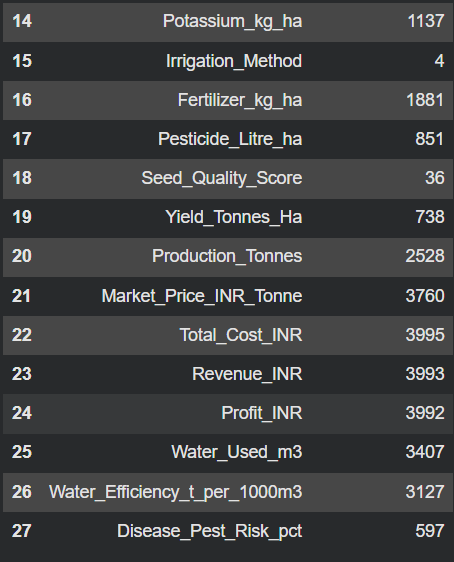 14 Potassium_kg_ha 1137
15 Irrigation_Method 4
16 Fertilizer_kg_ha 1881
17 Pesticide_Litre_ha 851
18 Seed_Quality_Score 36
19 Yield_Tonnes_Ha 738
20 Production_Tonnes 2528
21 Market_Price_INR_Tonne 3760
22 Total_Cost_INR 3995
23 Revenue_INR 3993
24 Profit_INR 3992
25 Water_Used_m3 3407
26 Water_Efficiency_t_per_1000m3 3127
27 Disease_Pest_Risk_pct 597